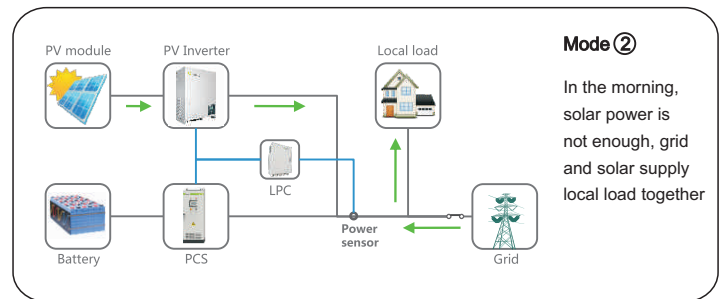 PV module
PV Inverter
Local load
Mode ②
In the morning,
solar power is
not enough, grid
and solar supply
local load together
LPC
Battery
PCS
Power
sensor
Grid